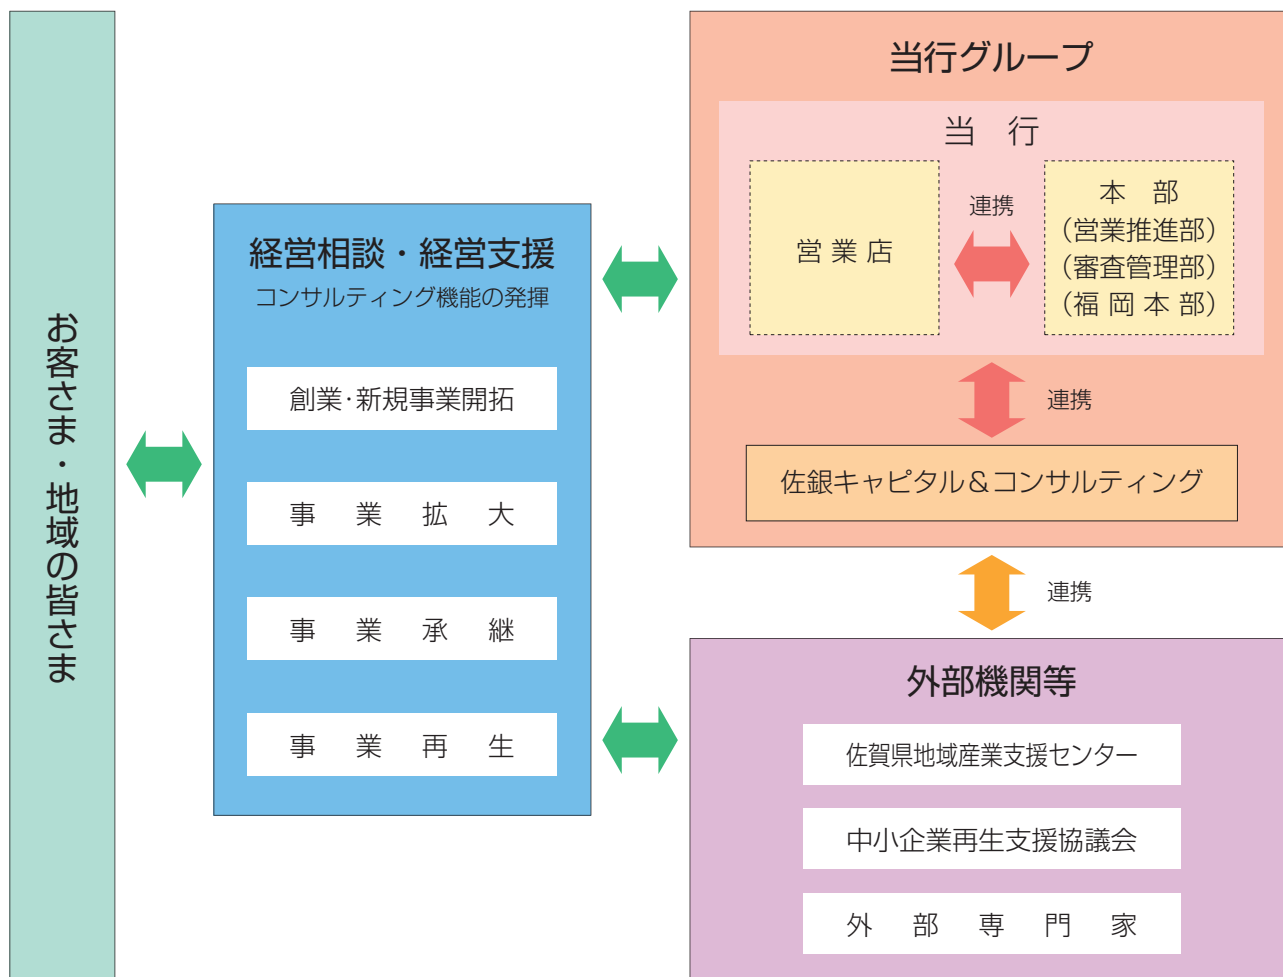 お客さま・地域の皆さま
経営相談・経営支援
コンサルティング機能の発揮
創業・新規事業開拓
事業拡大
事業承継
事業再生
当行グループ
当 行
営業店
連携
本 部
（営業推進部）
（審査管理部）
（福岡本部）
連携
佐銀キャピタル＆コンサルティング
連携
外部機関等
佐賀県地域産業支援センター
中小企業再生支援協議会
外部専門家